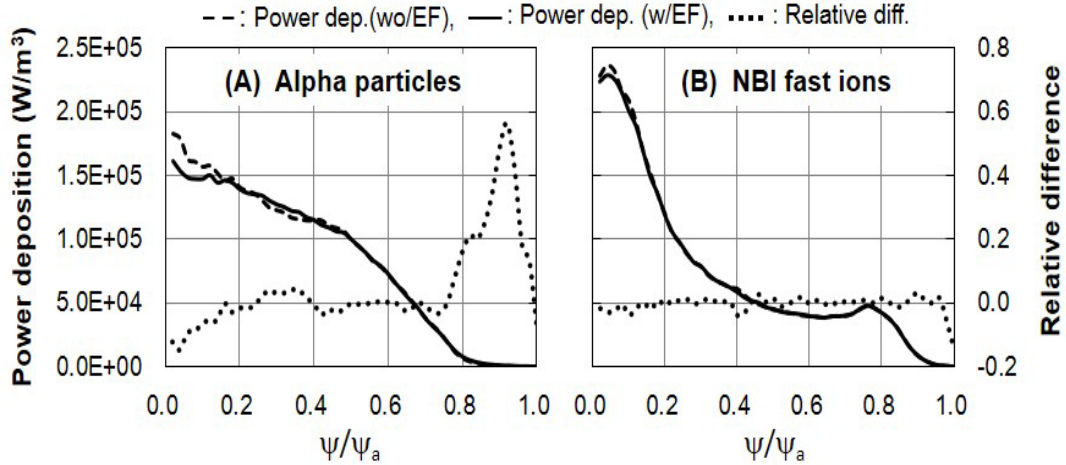 : Power dep.(wo/EF), : Power dep. (w/EF) : Relative diff.
Power deposition (W/m³)
2.5E+05
2.0E+05
1.5E+05
1.0E+05
5.0E+04
0.0E+00
(A) Alpha particles
0.0 0.2 0.4 0.6 0.8 1.0
ψ/ψa
(B) NBI fast ions
0.0 0.2 0.4 0.6 0.8 1.0
ψ/ψa
0.8
0.6
0.4
0.2
0.0
-0.2
Relative difference